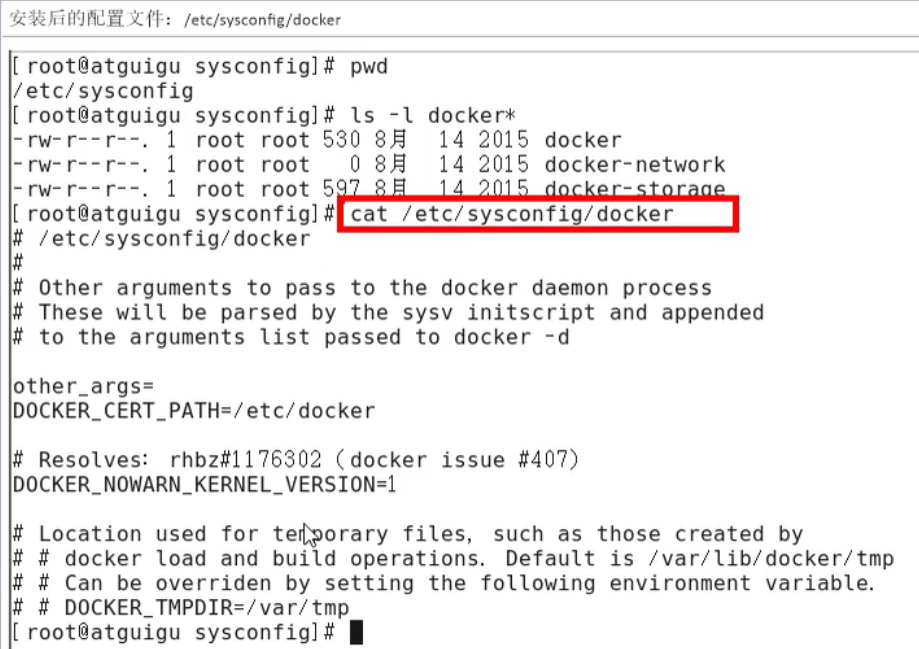 安装后的配置文件：/etc/sysconfig/docker
[root@atguigu sysconfig]# pwd
/etc/sysconfig
[root@atguigu sysconfig]# ls -l docker*
-rw-r--r--. 1 root root 530 8月  14 2015 docker
-rw-r--r--. 1 root root   0 8月  14 2015 docker-network
-rw-r--r--. 1 root root 597 8月  14 2015 docker-storage
[root@atguigu sysconfig]# cat /etc/sysconfig/docker
# /etc/sysconfig/docker
#
# Other arguments to pass to the docker daemon process
# These will be parsed by the sysv initscript and appended
# to the arguments list passed to docker -d
other_args=
DOCKER_CERT_PATH=/etc/docker
# Resolves: rhbz#1176302 (docker issue #407)
DOCKER_NOWARN_KERNEL_VERSION=1
# Location used for temporary files, such as those created by
# # docker load and build operations. Default is /var/lib/docker/tmp
# # Can be overriden by setting the following environment variable.
# # DOCKER_TMPDIR=/var/tmp
[root@atguigu sysconfig]#